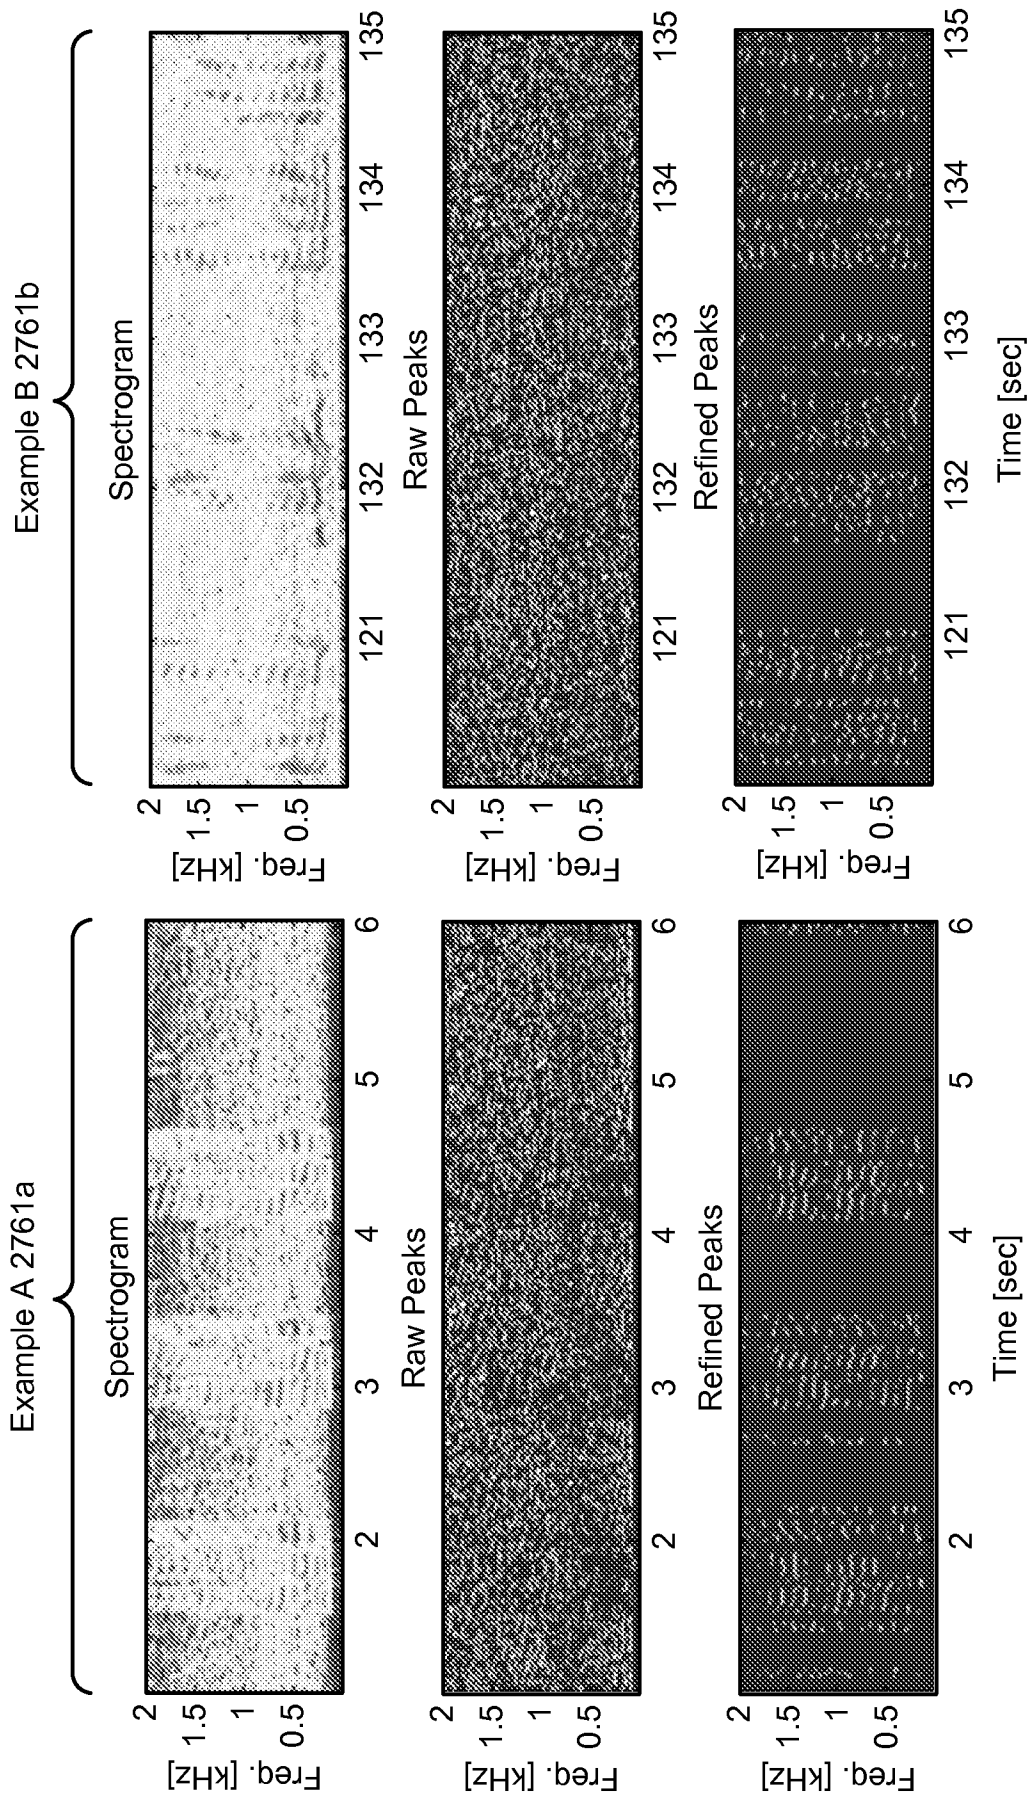 Example A 2761a
Spectrogram
Freq. [kHz]
2
1.5
1
0.5
2 3 4 5 6
Raw Peaks
Freq. [kHz]
2
1.5
1
0.5
2 3 4 5 6
Refined Peaks
Freq. [kHz]
2
1.5
1
0.5
2 3 4 5 6
Time [sec]
Example B 2761b
Spectrogram
Freq. [kHz]
2
1.5
1
0.5
121 132 133 134 135
Raw Peaks
Freq. [kHz]
2
1.5
1
0.5
121 132 133 134 135
Refined Peaks
Freq. [kHz]
2
1.5
1
0.5
121 132 133 134 135
Time [sec]